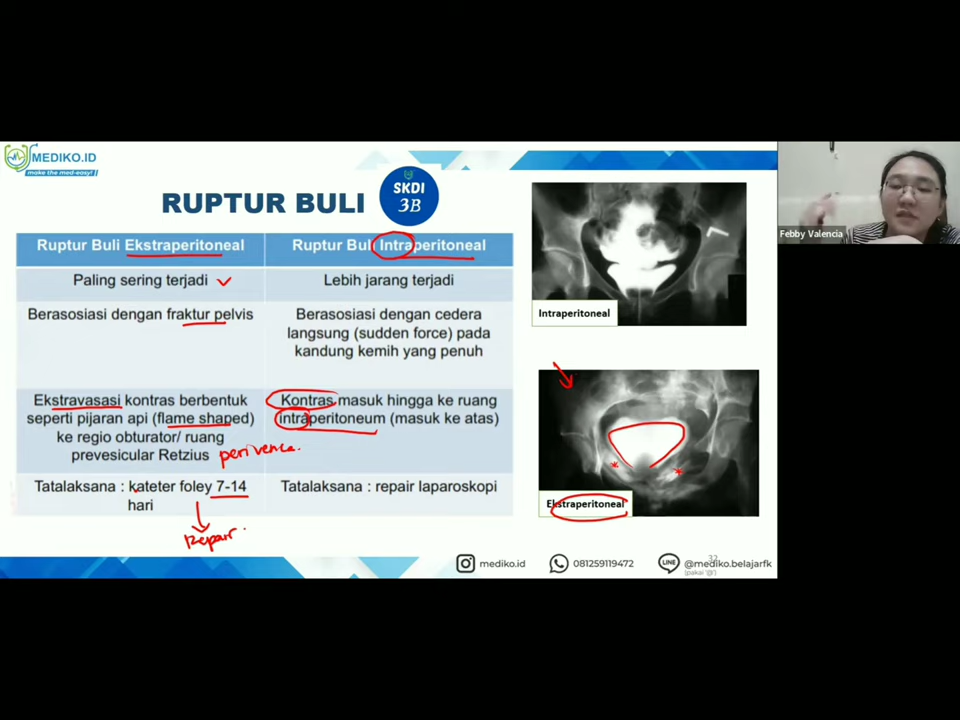 MEDIKO.ID
make the med-easy!
RUPTUR BULI
SKDI
3B
Ruptur Buli Ekstraperitoneal
Ruptur Buli Intraperitoneal
Paling sering terjadi
Lebih jarang terjadi
Berasosiasi dengan fraktur pelvis
Berasosiasi dengan cedera
langsung (sudden force) pada
kandung kemih yang penuh
Ekstravasasi kontras berbentuk
seperti pijaran api (flame shaped)
ke regio obturator/ ruang
prevesicular Retzius
Kontras masuk hingga ke ruang
intraperitoneum (masuk ke atas)
Tatalaksana : kateter foley 7-14
hari
Repair
Tatalaksana : repair laparoskopi
Intraperitoneal
Ekstraperitoneal
Febby Valencia
mediko.id
081259119472
LINE
@mediko.belajarfk
(pakai '@')
32